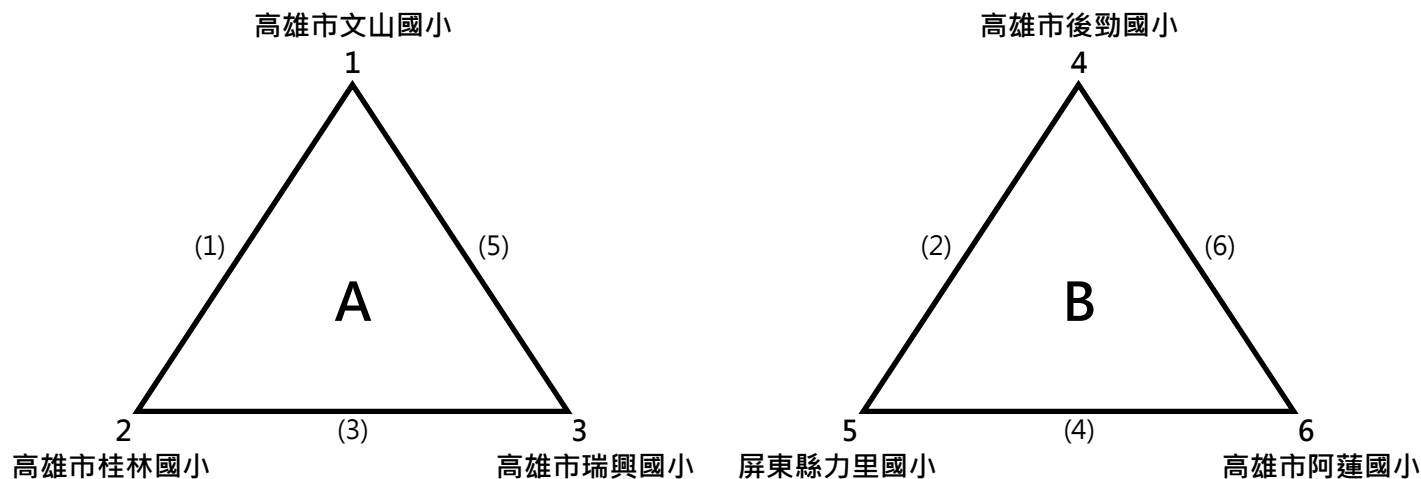 高雄市文山國小
1
(1)
(5)
A
2
(3)
3
高雄市桂林國小
高雄市瑞興國小
高雄市後勁國小
4
(2)
(6)
B
5
(4)
6
屏東縣力里國小
高雄市阿蓮國小